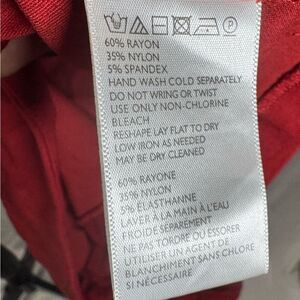 60% RAYON
35% NYLON
5% SPANDEX
HAND WASH COLD SEPARATELY
DO NOT WRING OR TWIST
USE ONLY NON-CHLORINE
BLEACH
RESHAPE LAY FLAT TO DRY
LOW IRON AS NEEDED
MAY BE DRY CLEANED
60% RAYONE
35% NYLON
5% ÉLASTHANNE
LAVER À LA MAIN À L'EAU
FROIDE SÉPARÉMENT
NE PAS TORDRE OU ESSORER
UTILISER UN AGENT DE
BLANCHIMENT SANS CHLORE
SI NÉCESSAIRE